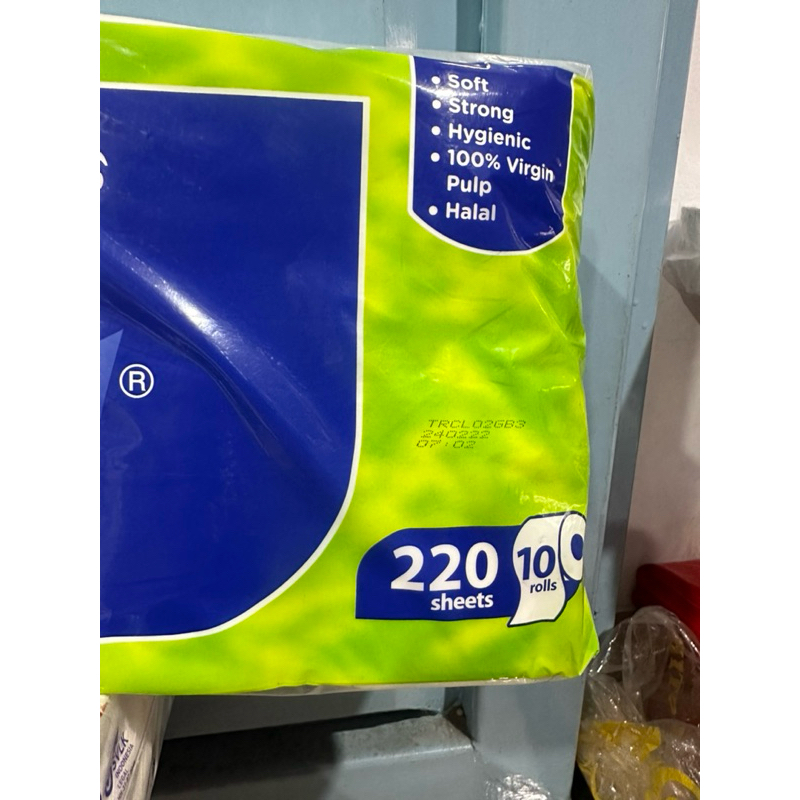 • Soft
• Strong
• Hygienic
• 100% Virgin
Pulp
• Halal
®
TRCL02GB3
240222
07:02
220
sheets
10
rolls